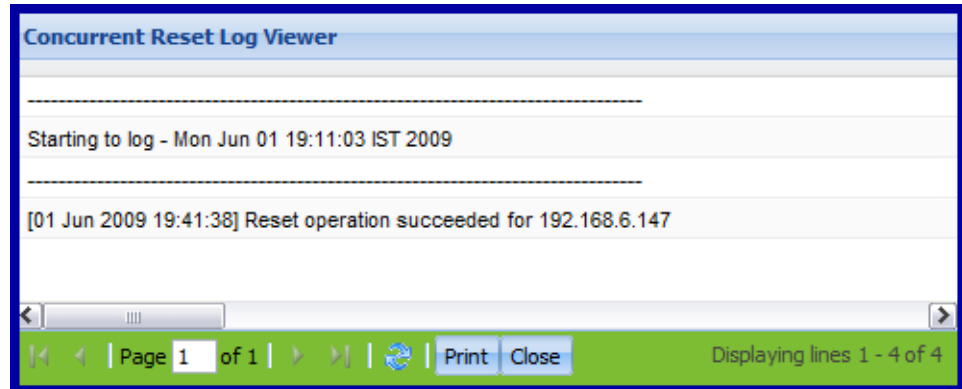 Concurrent Reset Log Viewer
--------------------------------------------------------------------------------
Starting to log - Mon Jun 01 19:11:03 IST 2009
--------------------------------------------------------------------------------
[01 Jun 2009 19:41:38] Reset operation succeeded for 192.168.6.147
Page 1 of 1 Print Close Displaying lines 1 - 4 of 4